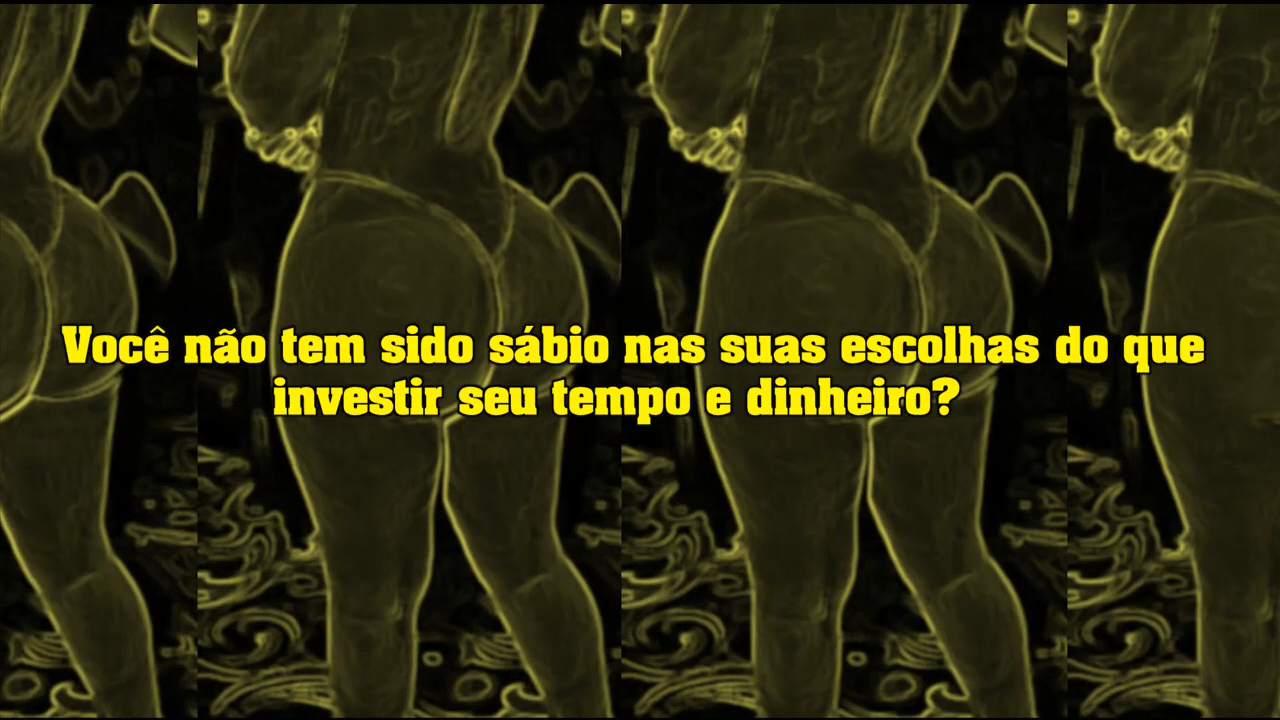 Você não tem sido sábio nas suas escolhas do que
investir seu tempo e dinheiro?